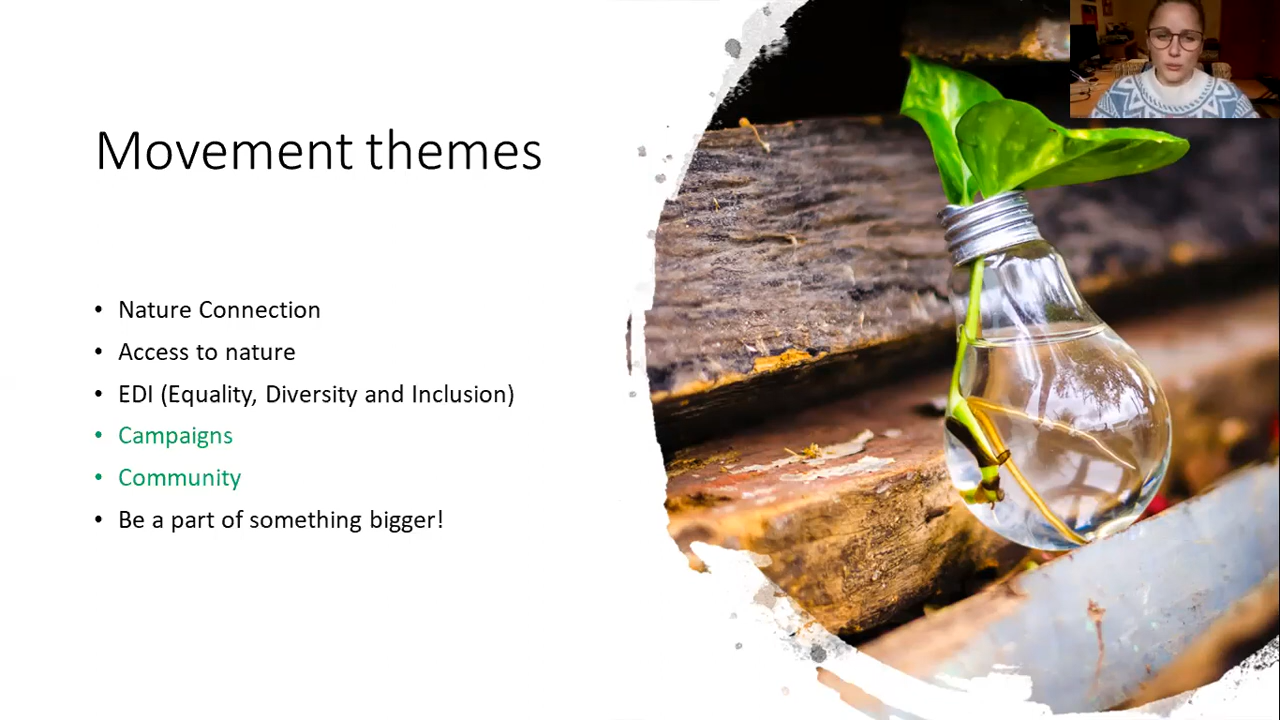 Movement themes
• Nature Connection
• Access to nature
• EDI (Equality, Diversity and Inclusion)
• Campaigns
• Community
• Be a part of something bigger!